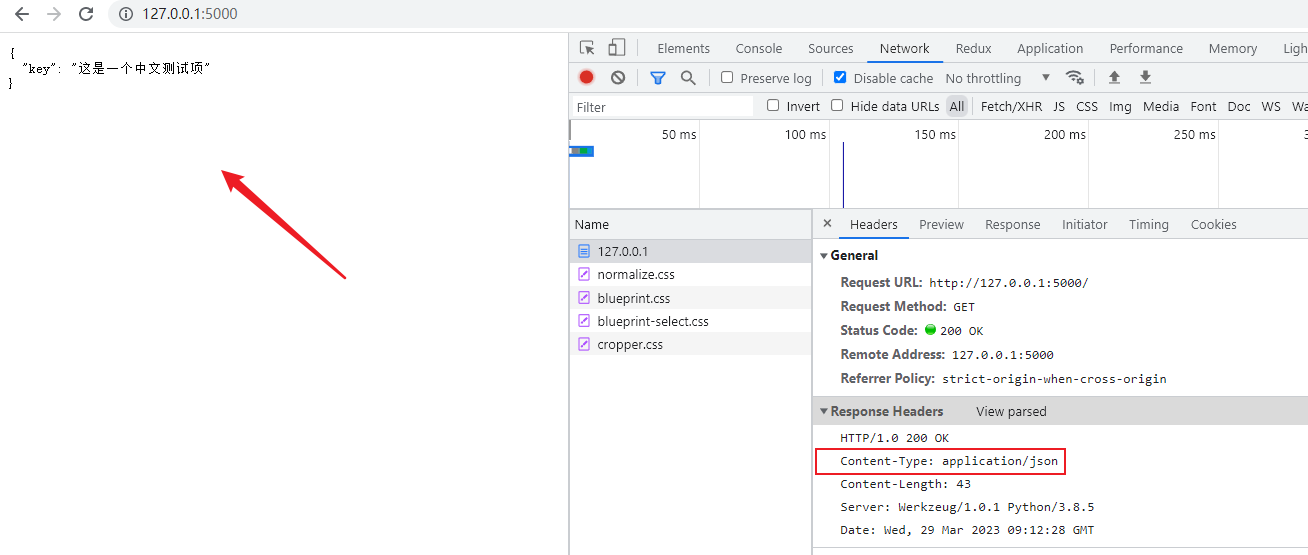 127.0.0.1:5000
{
"key": "这是一个中文测试项"
}
Elements Console Sources Network Redux Application Performance Memory Ligh
Preserve log Disable cache No throttling
Filter Invert Hide data URLs All Fetch/XHR JS CSS Img Media Font Doc WS Wa
50 ms 100 ms 150 ms 200 ms 250 ms 3
Name
127.0.0.1
normalize.css
blueprint.css
blueprint-select.css
cropper.css
× Headers Preview Response Initiator Timing Cookies
General
Request URL: http://127.0.0.1:5000/
Request Method: GET
Status Code: 200 OK
Remote Address: 127.0.0.1:5000
Referrer Policy: strict-origin-when-cross-origin
Response Headers View parsed
HTTP/1.0 200 OK
Content-Type: application/json
Content-Length: 43
Server: Werkzeug/1.0.1 Python/3.8.5
Date: Wed, 29 Mar 2023 09:12:28 GMT